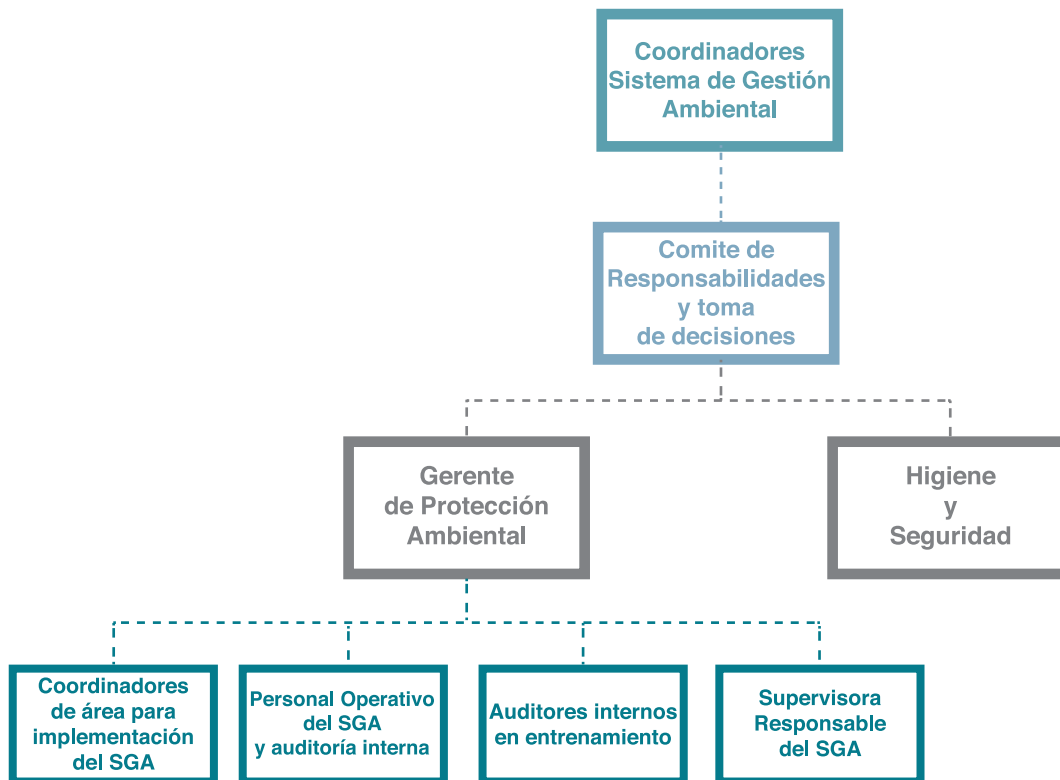 Coordinadores
Sistema de Gestión
Ambiental
Comite de
Responsabilidades
y toma
de decisiones
Gerente
de Protección
Ambiental
Higiene
y
Seguridad
Coordinadores
de área para
implementación
del SGA
Personal Operativo
del SGA
y auditoría interna
Auditores internos
en entrenamiento
Supervisora
Responsable
del SGA